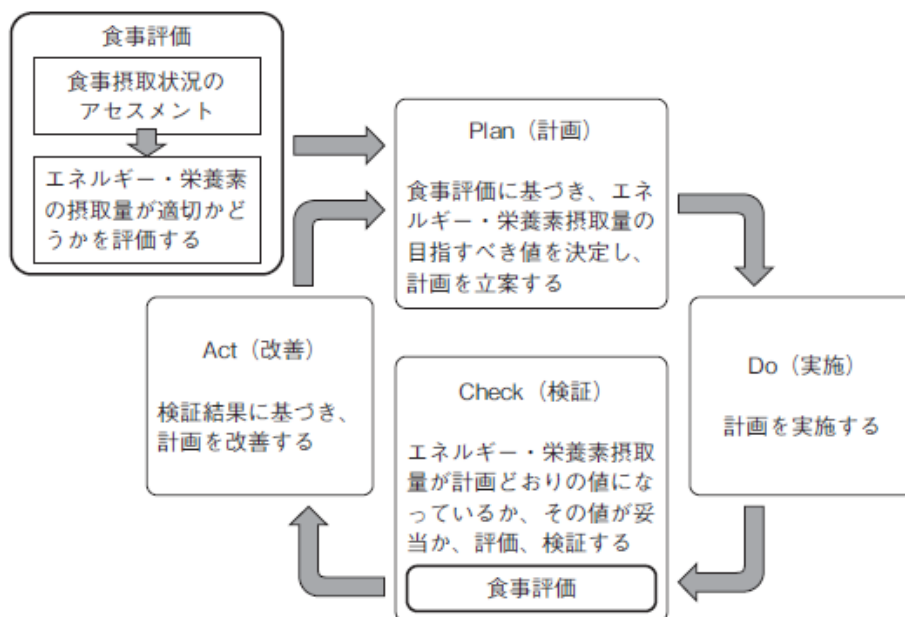 食事評価
食事摂取状況の
アセスメント
エネルギー・栄養素
の摂取量が適切かど
うかを評価する
Plan（計画）
食事評価に基づき、エネ
ルギー・栄養素摂取量の
目指すべき値を決定し、
計画を立案する
Do（実施）
計画を実施する
Check（検証）
エネルギー・栄養素摂取
量が計画どおりの値にな
っているか、その値が妥
当か、評価、検証する
食事評価
Act（改善）
検証結果に基づき、
計画を改善する